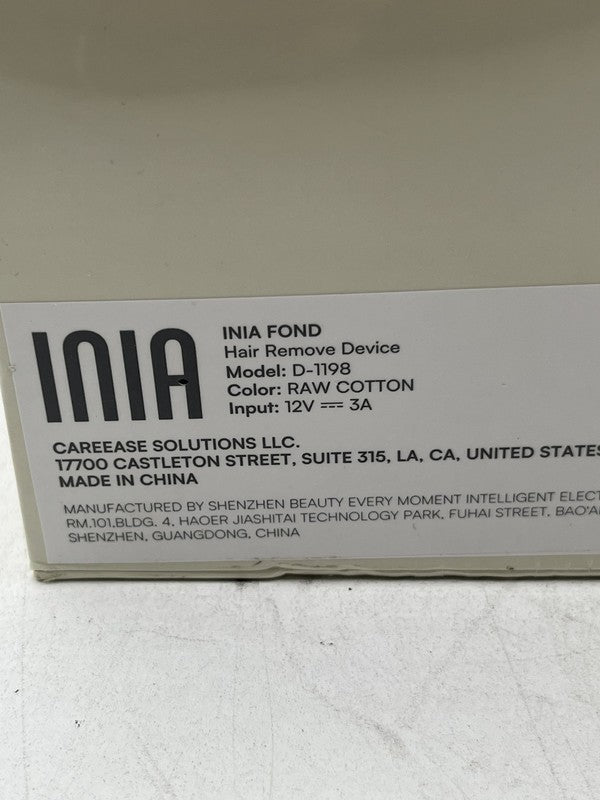 INIA
INIA FOND
Hair Remove Device
Model: D-1198
Color: RAW COTTON
Input: 12V ⎓ 3A
CAREEASE SOLUTIONS LLC.
17700 CASTLETON STREET, SUITE 315, LA, CA, UNITED STATES
MADE IN CHINA
MANUFACTURED BY SHENZHEN BEAUTY EVERY MOMENT INTELLIGENT
RM.101,BLDG. 4, HAOER JIASHITAI TECHNOLOGY PARK, FUHAI STREET,
SHENZHEN, GUANGDONG, CHINA